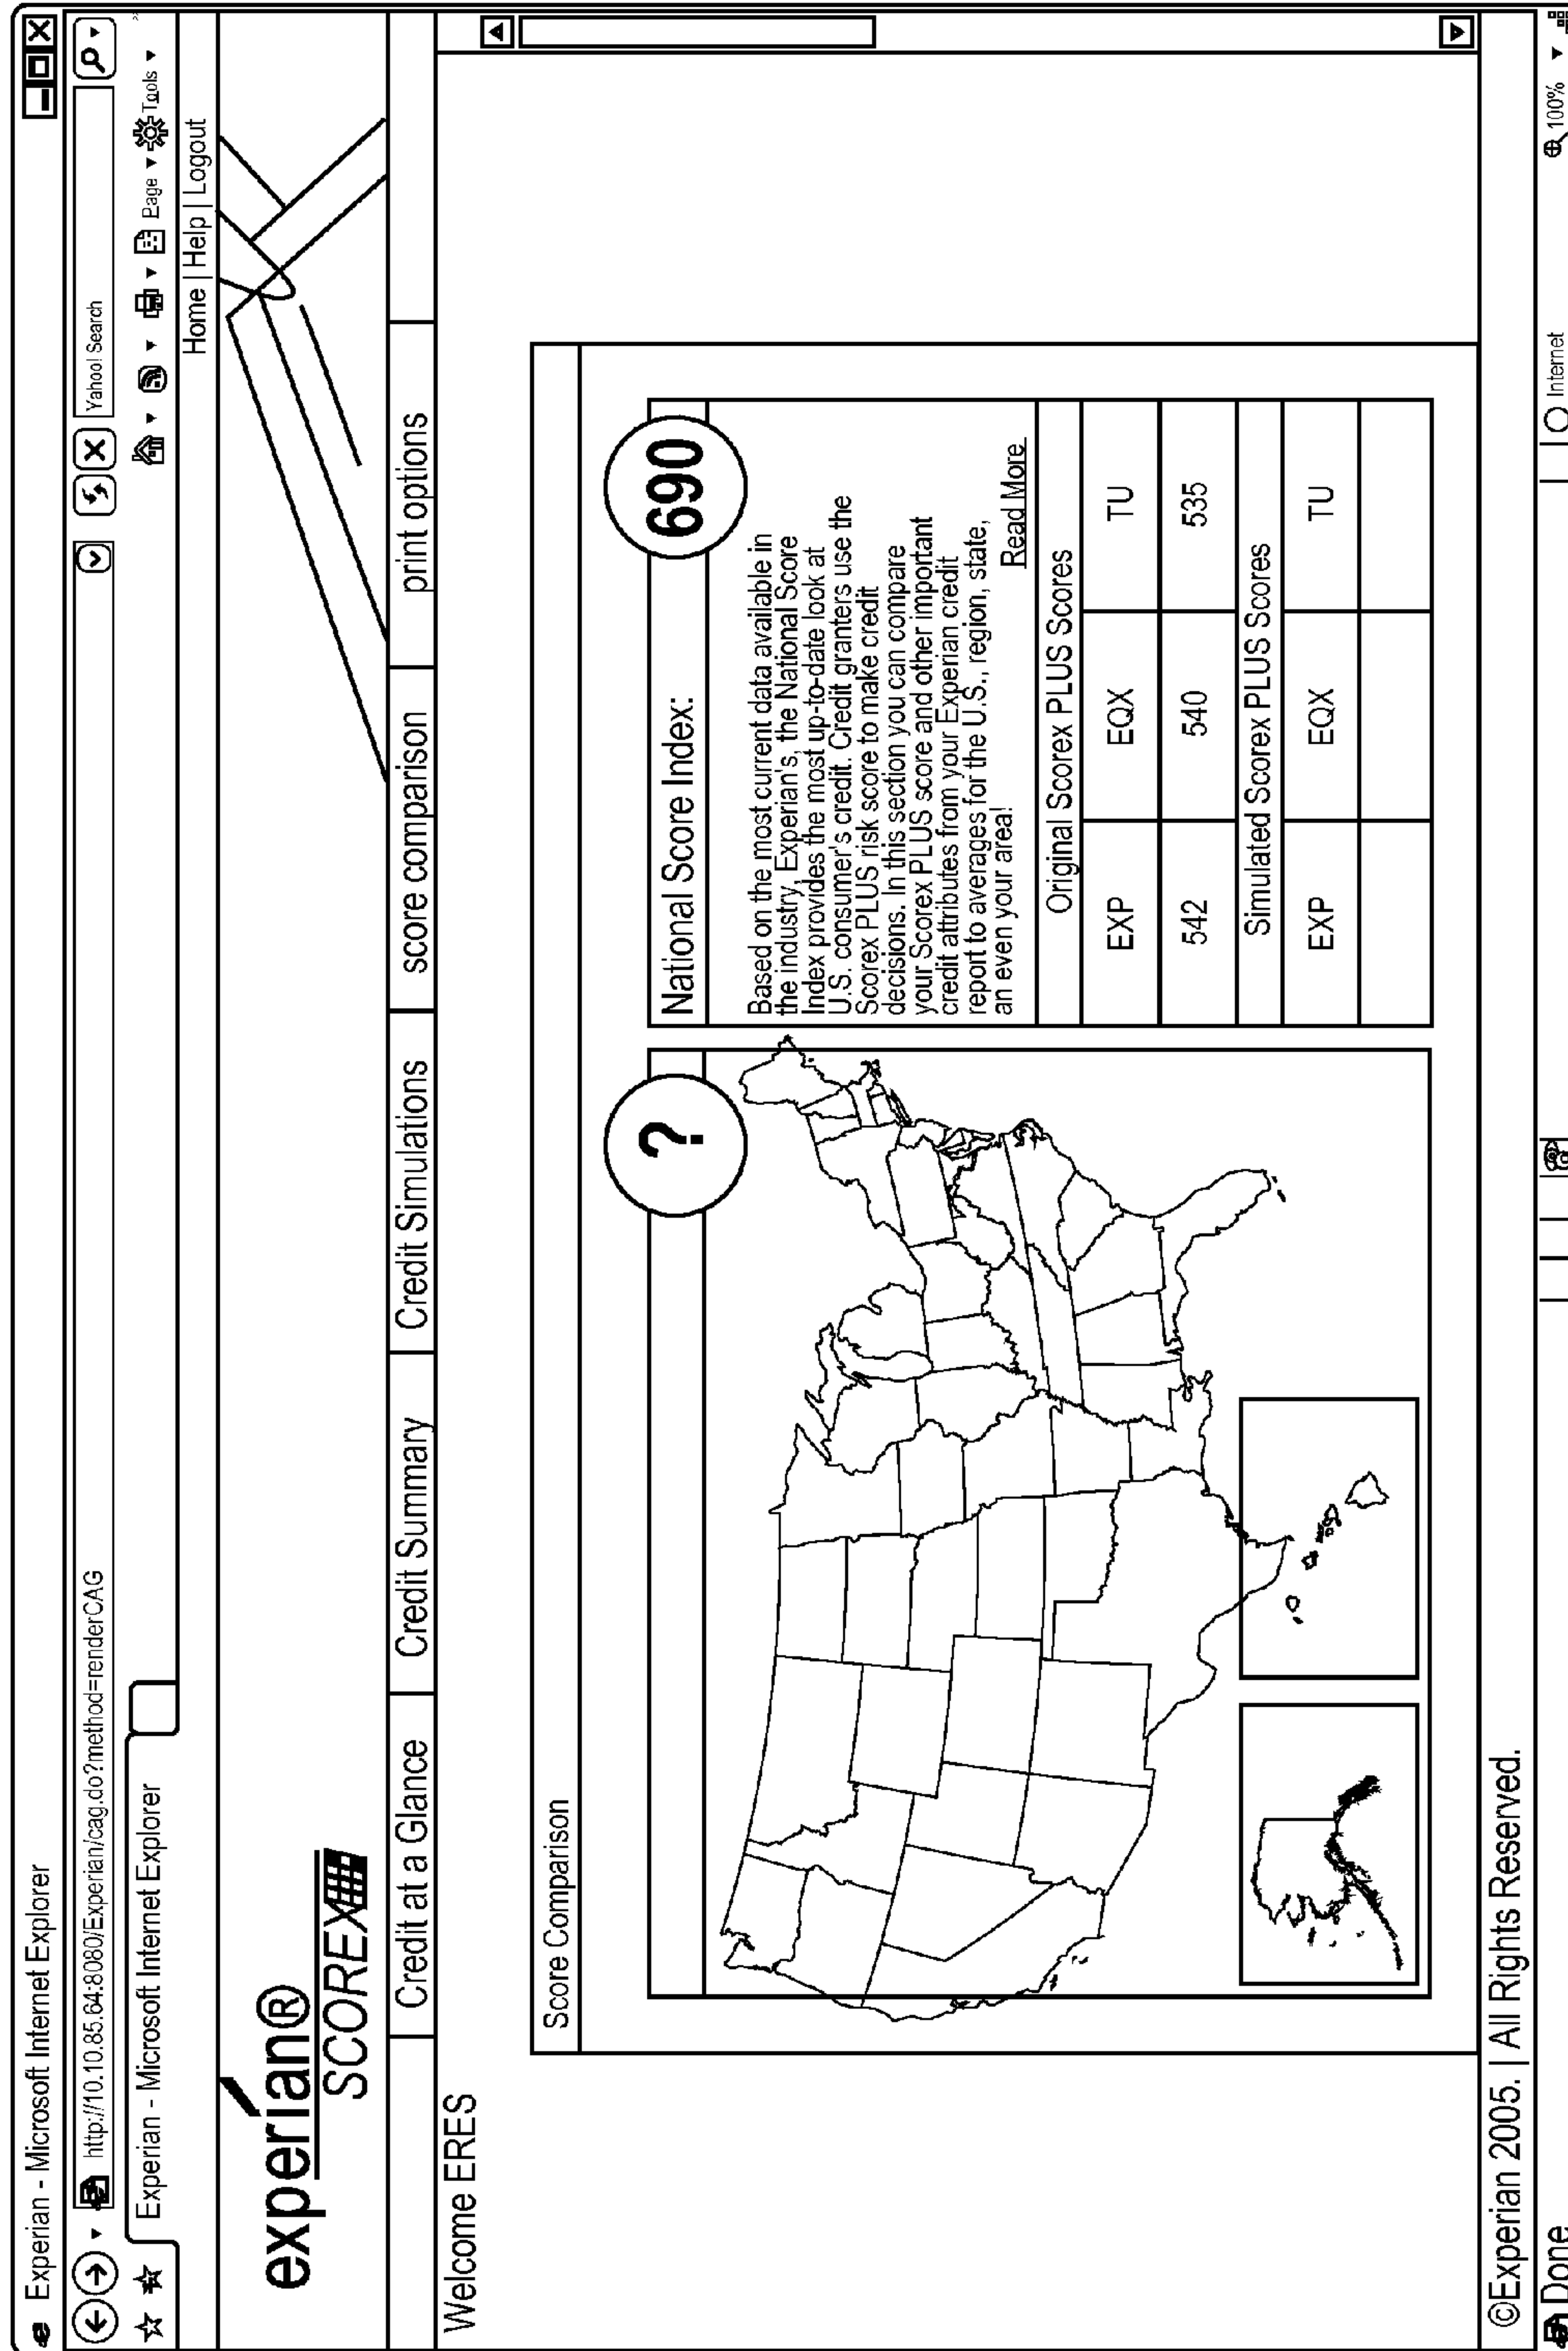 Experian - Microsoft Internet Explorer
http://10.10.85.64:8080/Experian/cag.do?method=renderCAG
Yahoo! Search
Experian - Microsoft Internet Explorer
Page
Tools
Home | Help | Logout
experian®
SCOREX
Credit at a Glance
Credit Summary
Credit Simulations
score comparison
print options
Welcome ERES
Score Comparison
?
National Score Index:
690
Based on the most current data available in
the industry, Experian's, the National Score
Index provides the most up-to-date look at
U.S. consumer's credit. Credit granters use the
Scorex PLUS risk score to make credit
decisions. In this section you can compare
your Scorex PLUS score and other important
credit attributes from your Experian credit
report to averages for the U.S., region, state,
an even your area!
Read More
Original Scorex PLUS Scores
EXP EQX TU
542 540 535
Simulated Scorex PLUS Scores
EXP EQX TU
©Experian 2005. | All Rights Reserved.
Done
Internet
100%